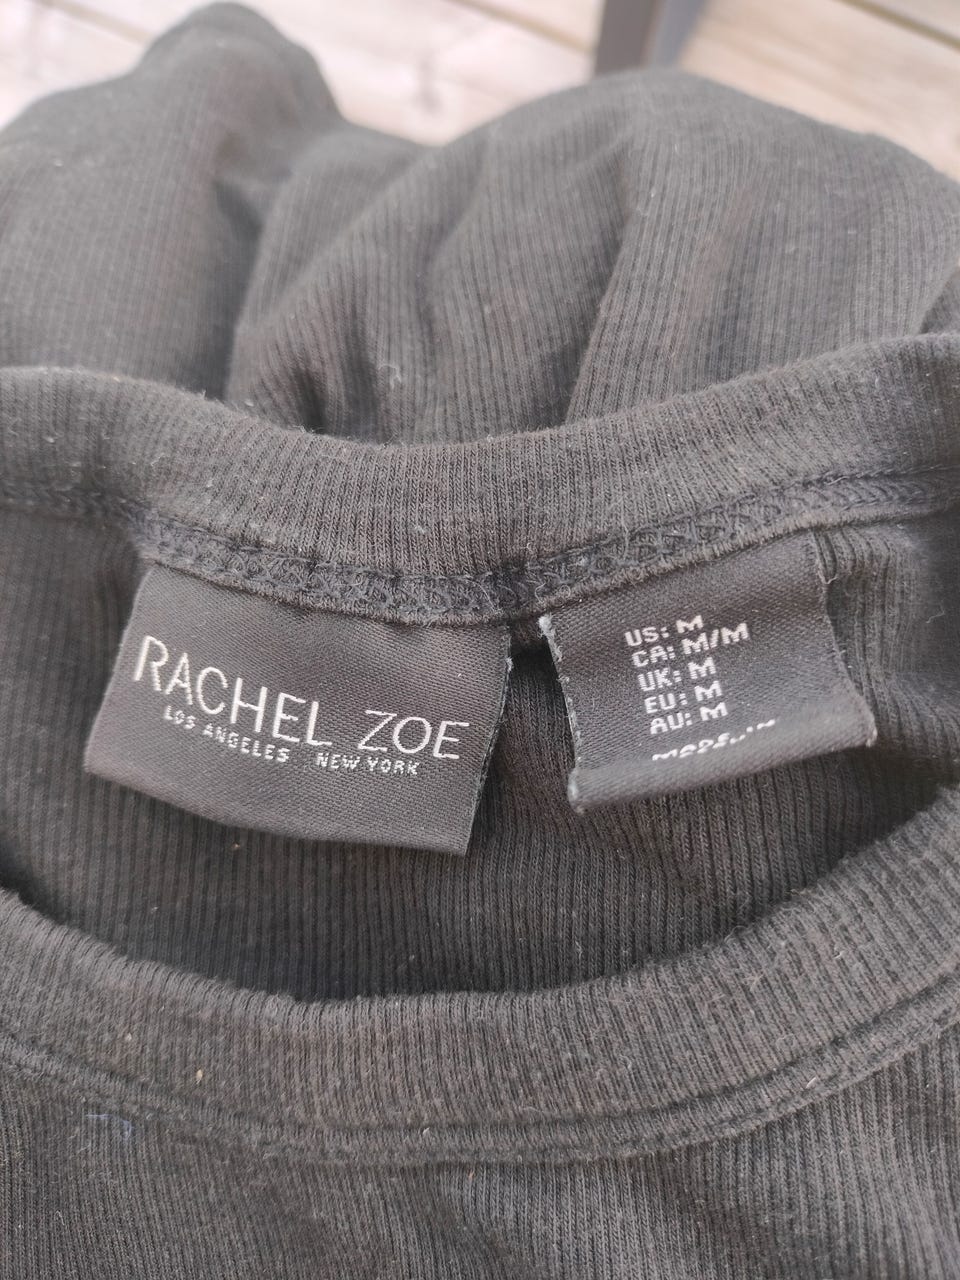 RACHEL ZOE
LOS ANGELES NEW YORK
US: M
CA: M/M
UK: M
EU: M
AU: M